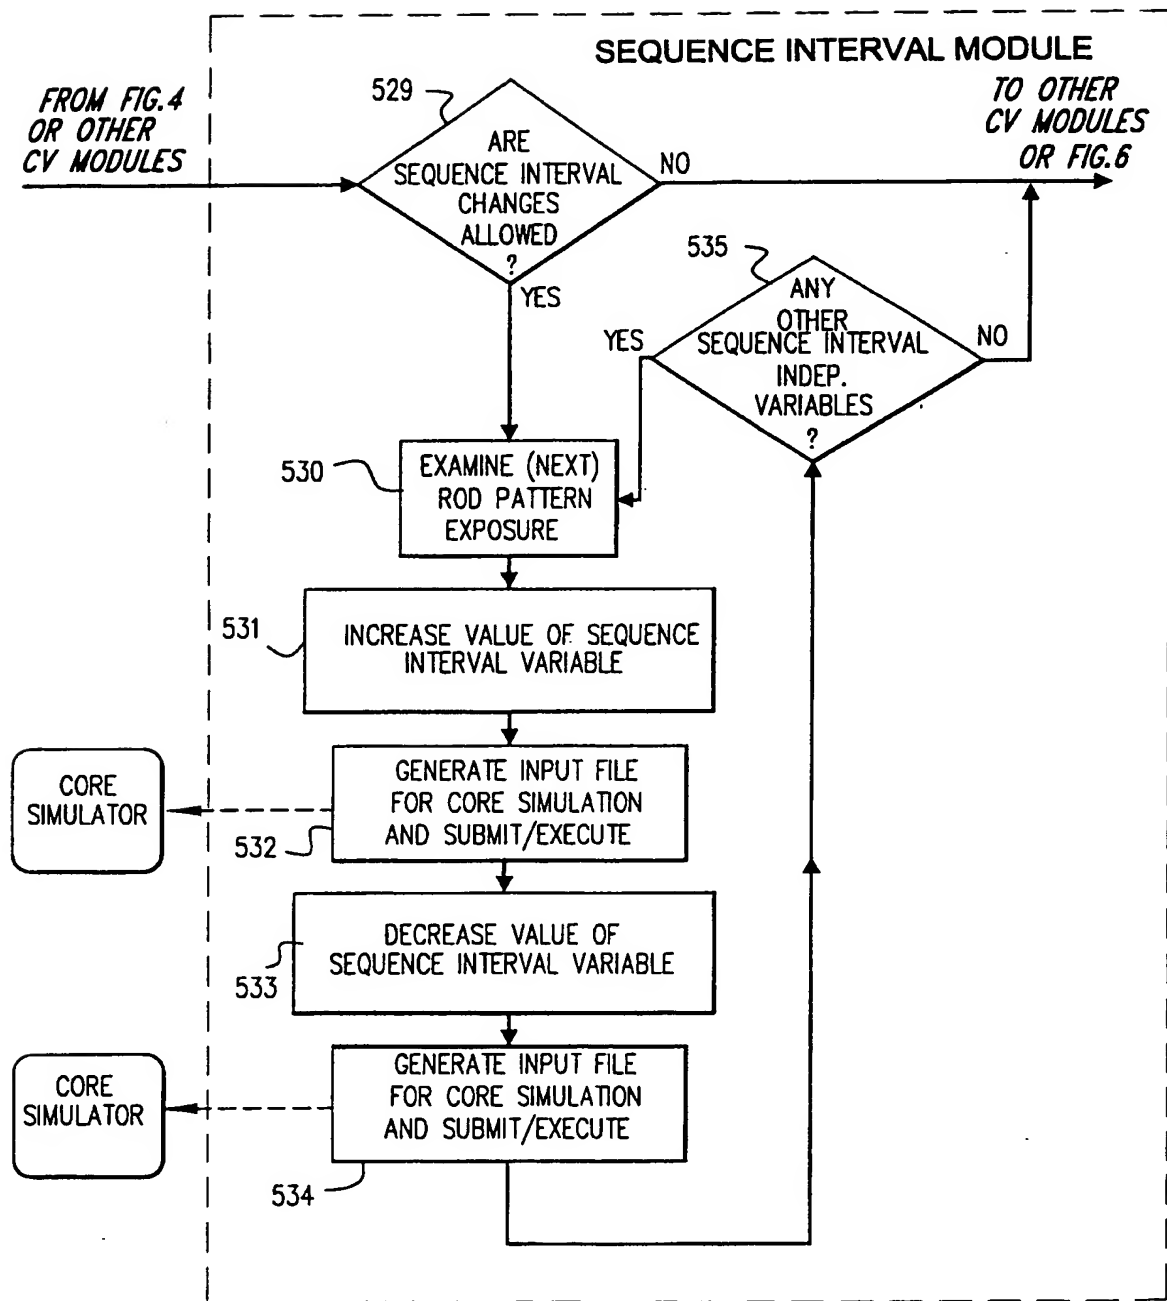 SEQUENCE INTERVAL MODULE
FROM FIG.4
OR OTHER
CV MODULES
TO OTHER
CV MODULES
OR FIG.6
529
ARE
SEQUENCE INTERVAL
CHANGES
ALLOWED
?
NO
YES
535
ANY
OTHER
SEQUENCE INTERVAL
INDEP.
VARIABLES
?
YES
NO
530
EXAMINE (NEXT)
ROD PATTERN
EXPOSURE
531
INCREASE VALUE OF SEQUENCE
INTERVAL VARIABLE
CORE
SIMULATOR
532
GENERATE INPUT FILE
FOR CORE SIMULATION
AND SUBMIT/EXECUTE
533
DECREASE VALUE OF
SEQUENCE INTERVAL VARIABLE
CORE
SIMULATOR
GENERATE INPUT FILE
FOR CORE SIMULATION
AND SUBMIT/EXECUTE
534